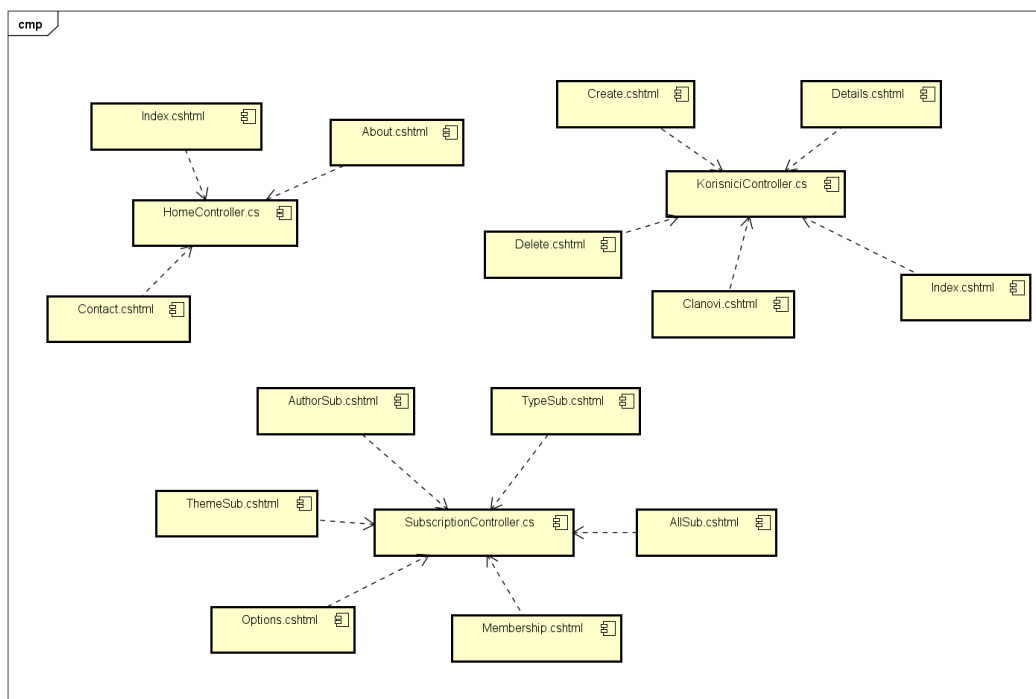 cmp
Index.cshtml
About.cshtml
HomeController.cs
Contact.cshtml
Create.cshtml
Details.cshtml
KorisniciController.cs
Delete.cshtml
Clanovi.cshtml
Index.cshtml
AuthorSub.cshtml
TypeSub.cshtml
ThemeSub.cshtml
SubscriptionController.cs
AllSub.cshtml
Options.cshtml
Membership.cshtml